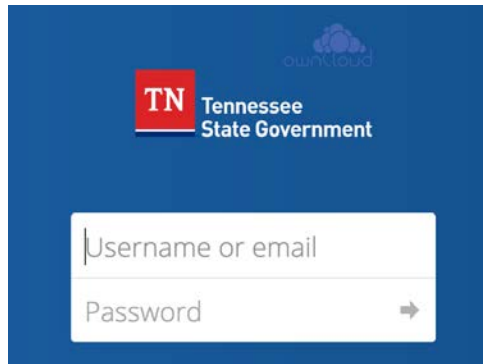 ownCloud
TN
Tennessee
State Government
Username or email
Password